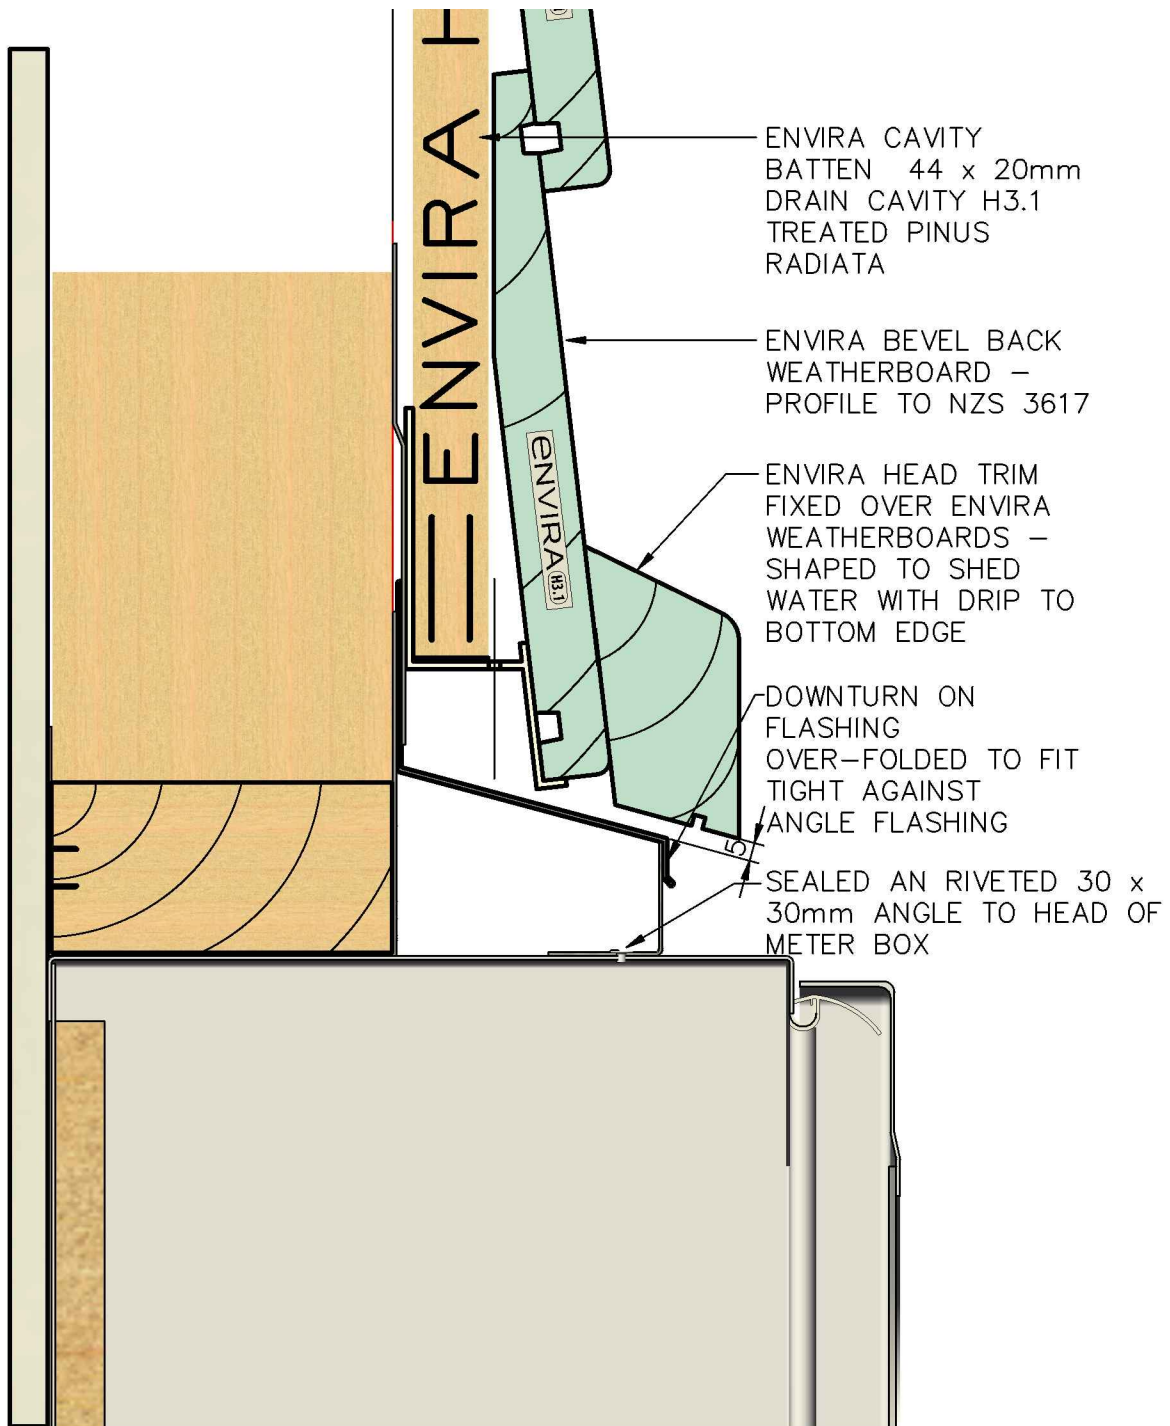 ENVIRA H
ENVIRA CAVITY
BATTEN 44 x 20mm
DRAIN CAVITY H3.1
TREATED PINUS
RADIATA
ENVIRA BEVEL BACK
WEATHERBOARD –
PROFILE TO NZS 3617
ENVIRA H3.1
ENVIRA HEAD TRIM
FIXED OVER ENVIRA
WEATHERBOARDS –
SHAPED TO SHED
WATER WITH DRIP TO
BOTTOM EDGE
DOWNTURN ON
FLASHING
OVER–FOLDED TO FIT
TIGHT AGAINST
ANGLE FLASHING
5
SEALED AN RIVETED 30 x
30mm ANGLE TO HEAD OF
METER BOX